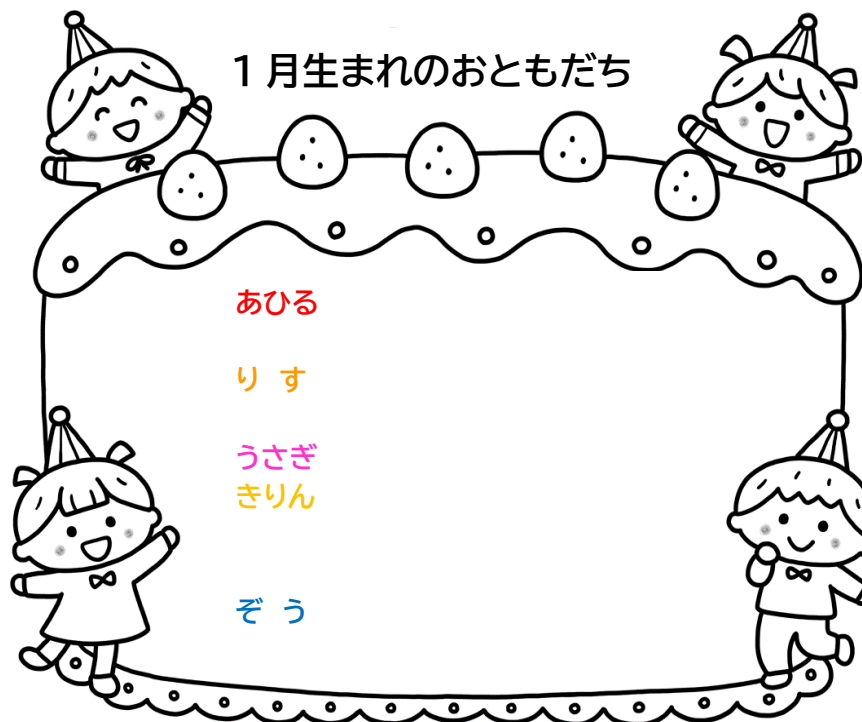 1月生まれのおともだち
あひる
り す
うさぎ
きりん
ぞ う